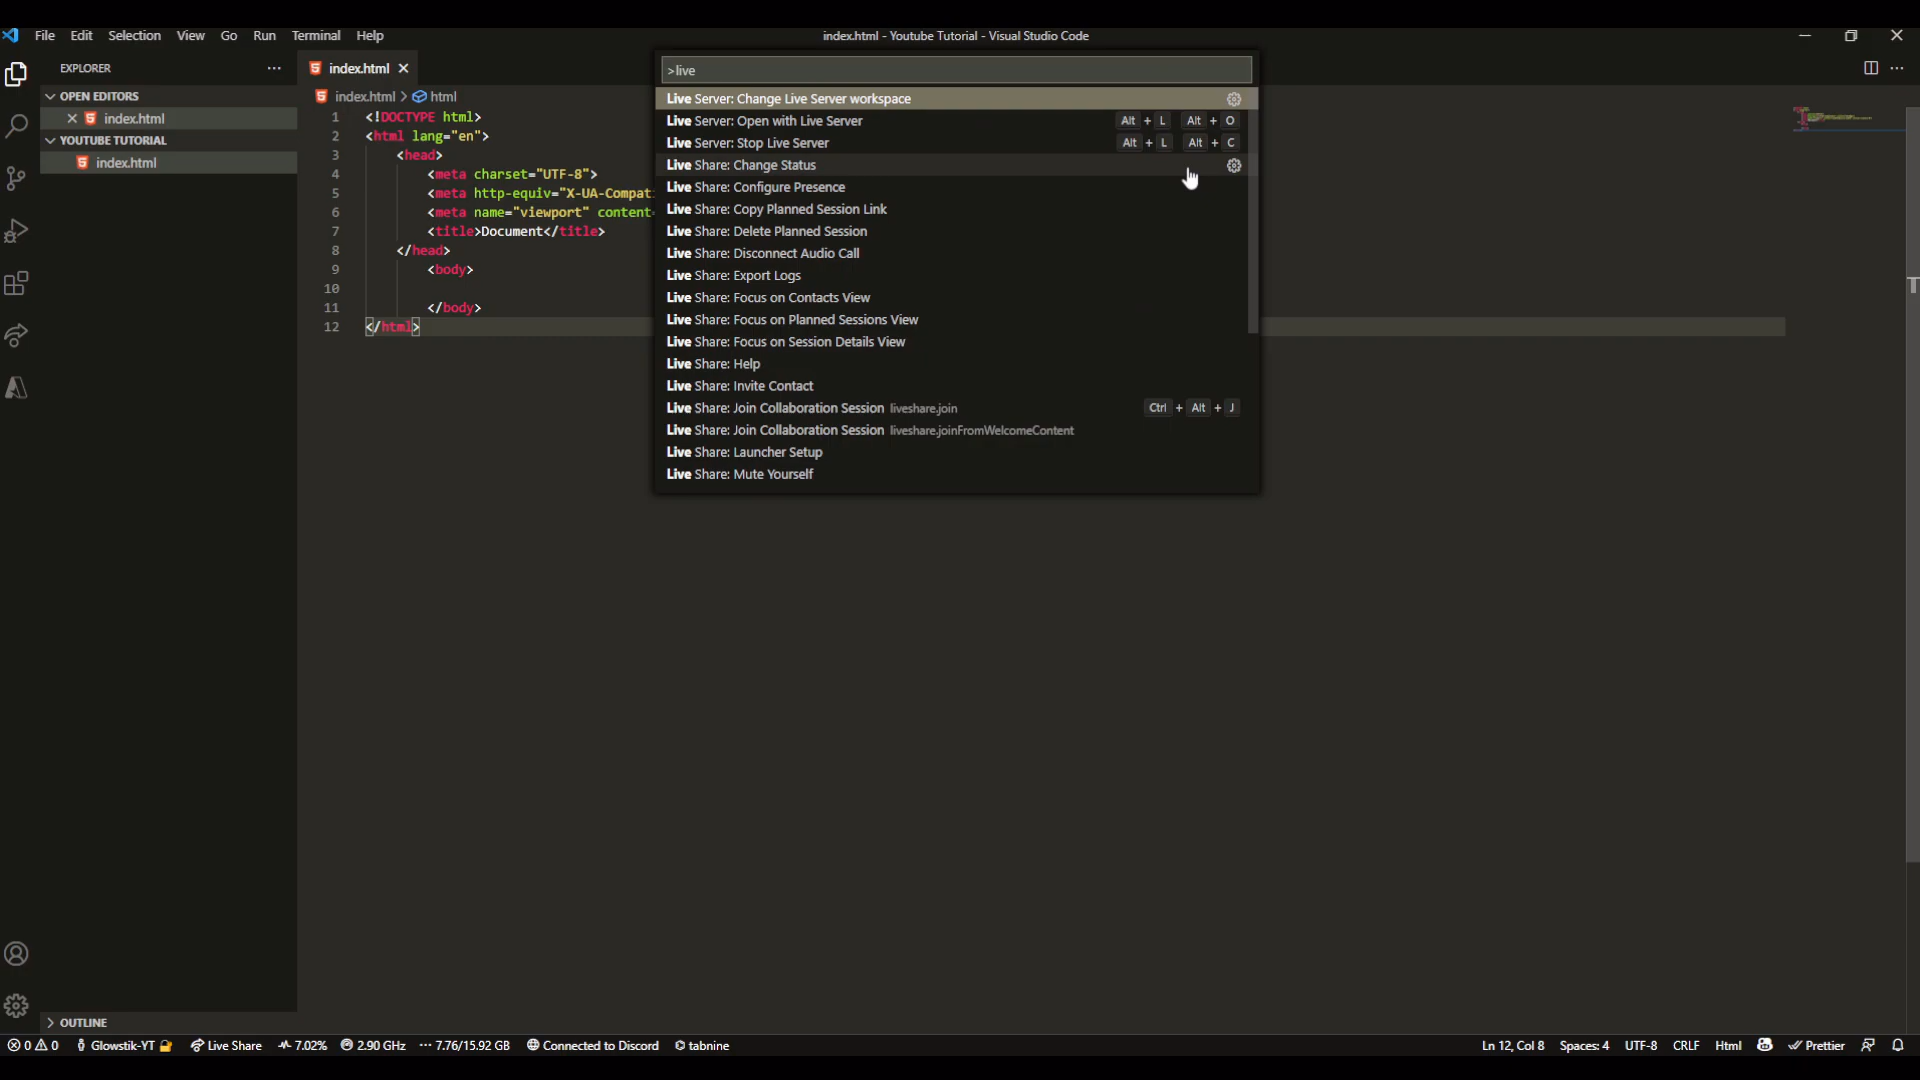 File Edit Selection View Go Run Terminal Help
index.html - Youtube Tutorial - Visual Studio Code
EXPLORER
OPEN EDITORS
index.html
YOUTUBE TUTORIAL
index.html
OUTLINE
index.html
index.html > html
1 <!DOCTYPE html>
2 <html lang="en">
3 <head>
4 <meta charset="UTF-8">
5 <meta http-equiv="X-UA-Compati
6 <meta name="viewport" content=
7 <title>Document</title>
8 </head>
9 <body>
10
11 </body>
12 </html>
>live
Live Server: Change Live Server workspace
Live Server: Open with Live Server Alt + L Alt + O
Live Server: Stop Live Server Alt + L Alt + C
Live Share: Change Status
Live Share: Configure Presence
Live Share: Copy Planned Session Link
Live Share: Delete Planned Session
Live Share: Disconnect Audio Call
Live Share: Export Logs
Live Share: Focus on Contacts View
Live Share: Focus on Planned Sessions View
Live Share: Focus on Session Details View
Live Share: Help
Live Share: Invite Contact
Live Share: Join Collaboration Session liveshare.join Ctrl + Alt + J
Live Share: Join Collaboration Session liveshare.joinFromWelcomeContent
Live Share: Launcher Setup
Live Share: Mute Yourself
0 0 Glowstik-YT Live Share 7.02% 2.90 GHz 7.76/15.92 GB Connected to Discord tabnine
Ln 12, Col 8 Spaces: 4 UTF-8 CRLF Html Prettier